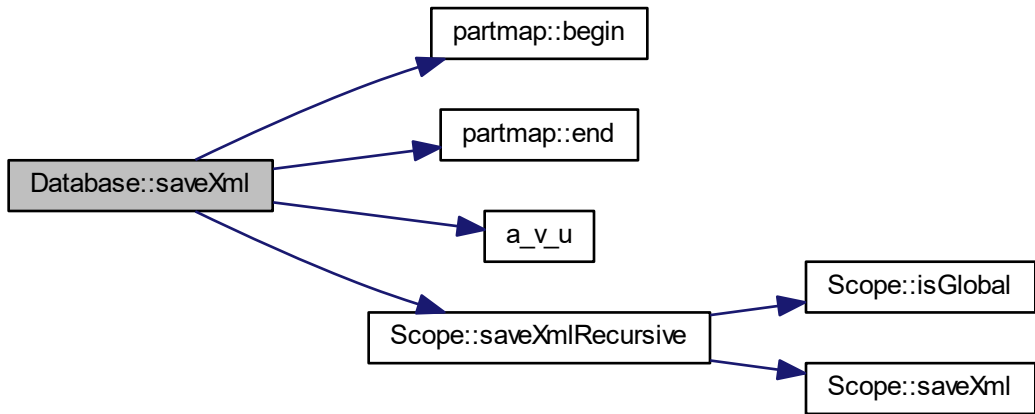 partmap::begin
partmap::end
Database::saveXml
a_v_u
Scope::isGlobal
Scope::saveXmlRecursive
Scope::saveXml